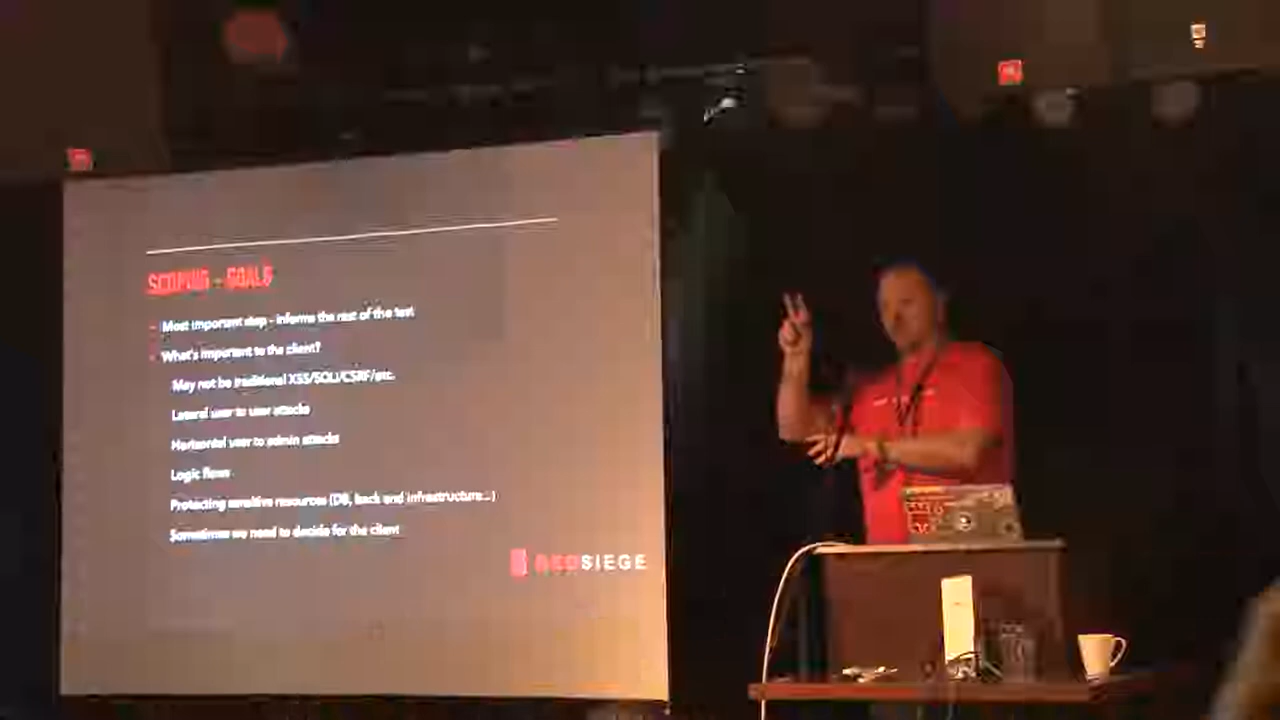 SCOPING - GOALS
Most important step - informs the rest of the test
What's important to the client?
May not be traditional XSS/SQLi/CSRF/etc.
Lateral user to user attacks
Horizontal user to admin attacks
Logic flaws
Protecting sensitive resources (DB, back end infrastructure...)
Sometimes we need to decide for the client
REDSIEGE